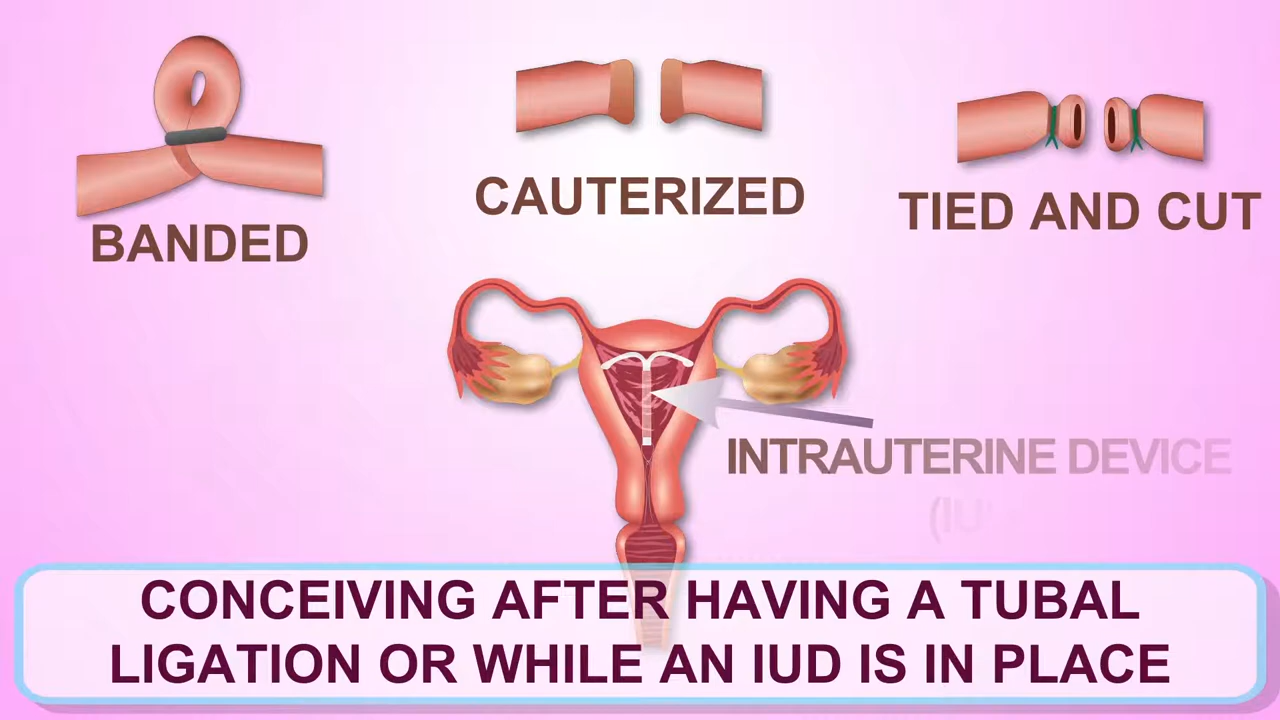 BANDED
CAUTERIZED
TIED AND CUT
INTRAUTERINE DEVICE
(IU
CONCEIVING AFTER HAVING A TUBAL
LIGATION OR WHILE AN IUD IS IN PLACE